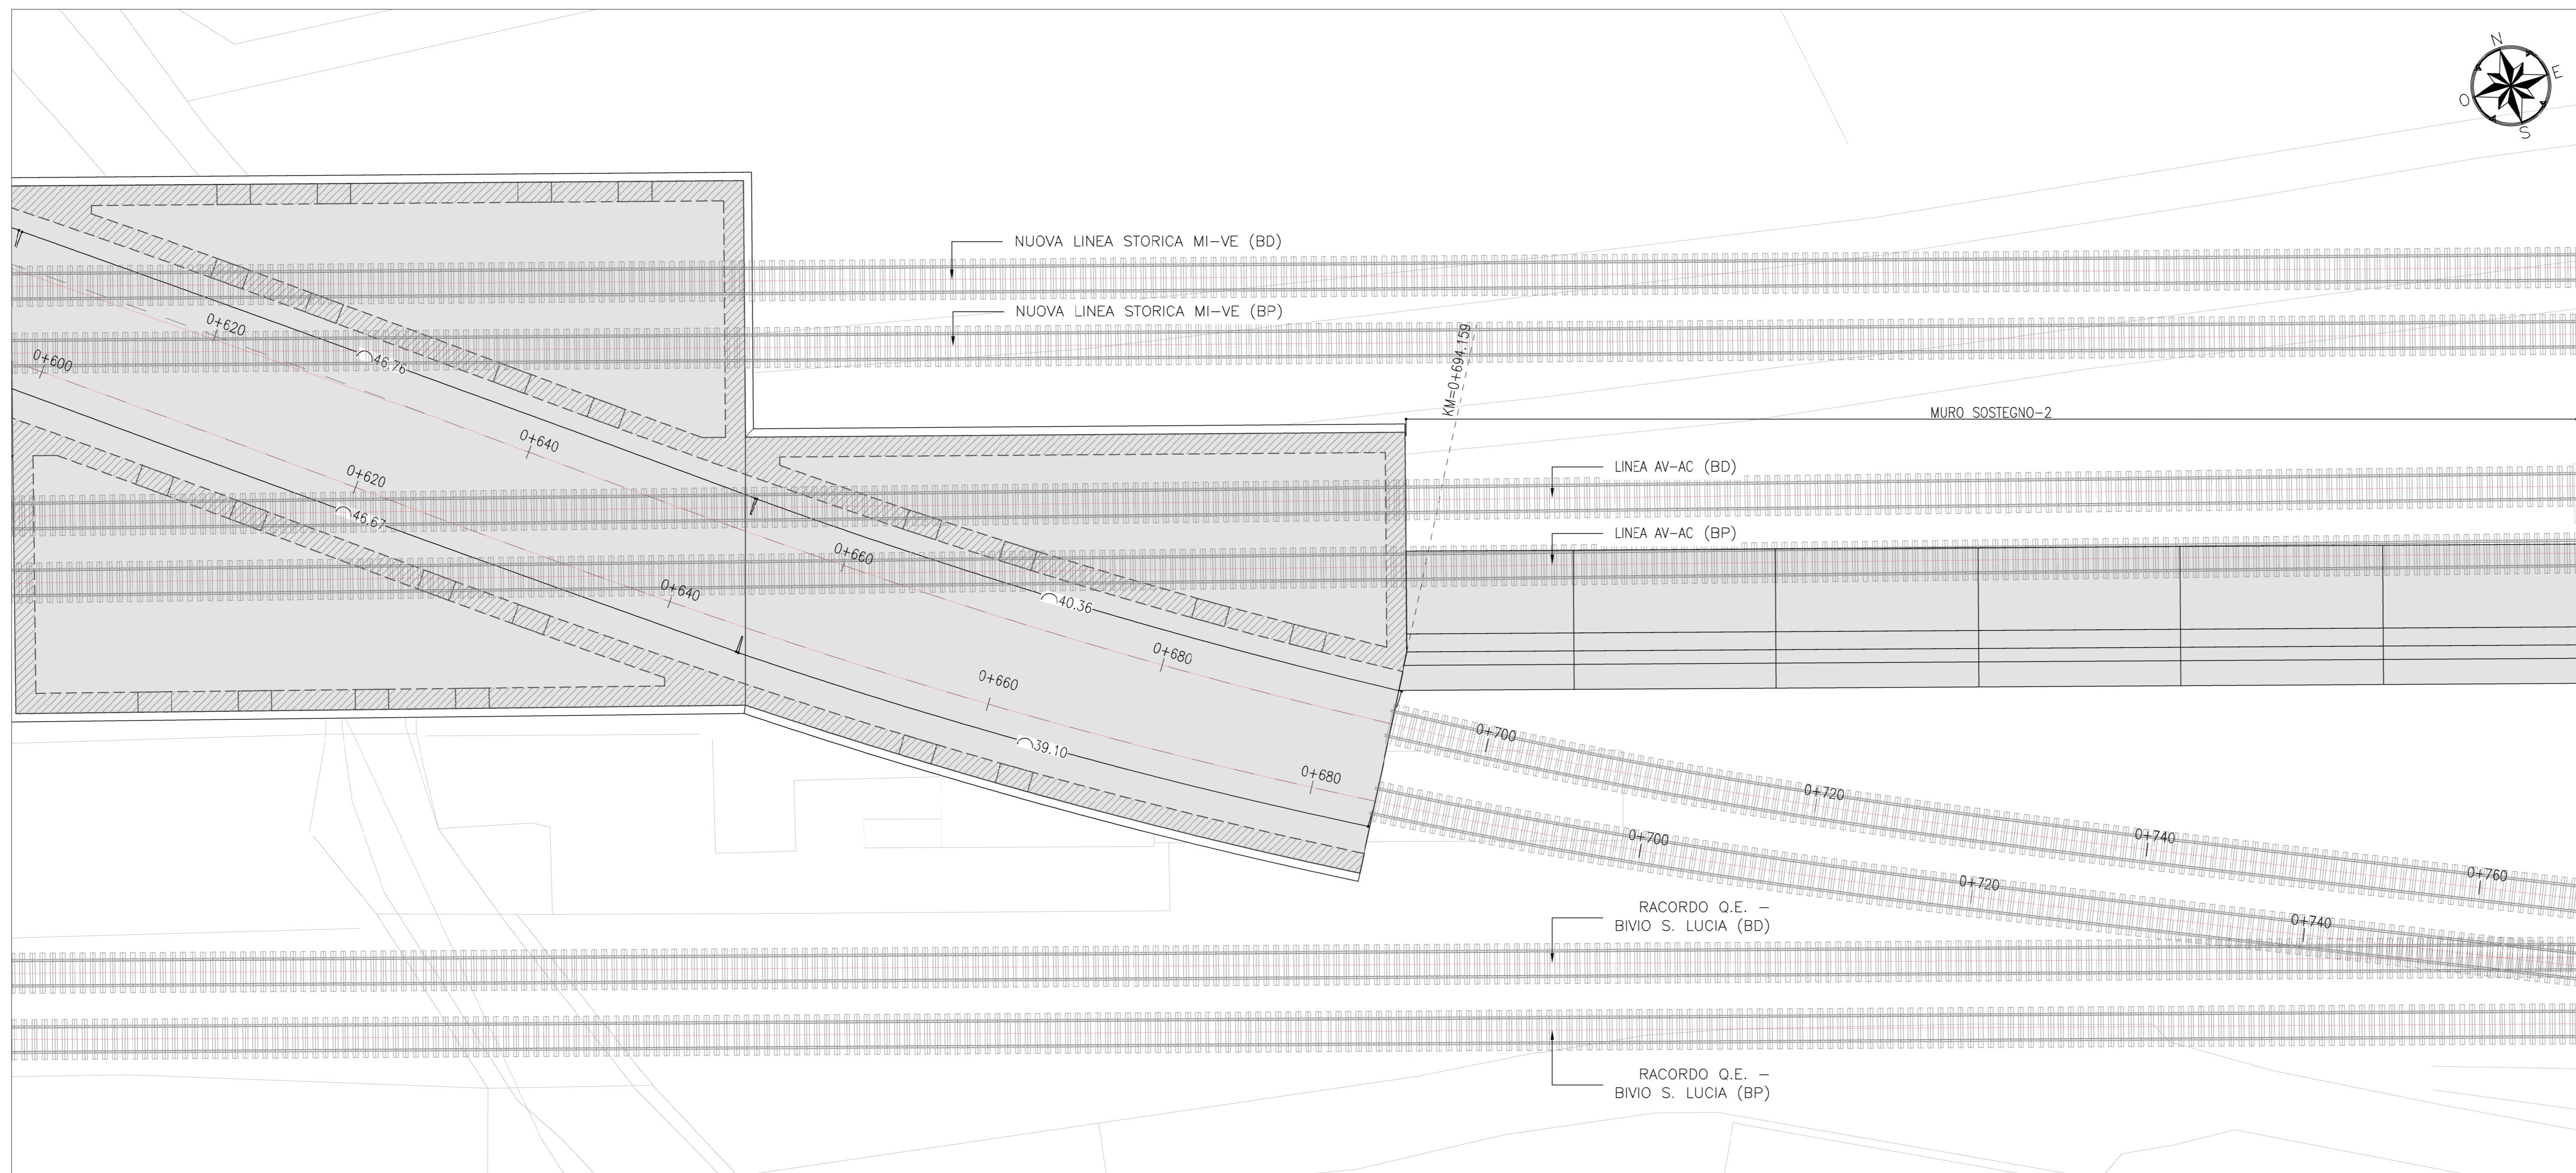 N
E
O
S
NUOVA LINEA STORICA MI-VE (BD)
NUOVA LINEA STORICA MI-VE (BP)
0+620
0+600
46.76
KM=0+694.159
MURO SOSTEGNO-2
0+640
LINEA AV-AC (BD)
0+620
46.67
LINEA AV-AC (BP)
0+660
0+640
40.36
0+680
0+660
39.10
0+680
0+700
0+720
0+740
0+760
0+700
0+720
0+740
RACORDO Q.E. -
BIVIO S. LUCIA (BD)
RACORDO Q.E. -
BIVIO S. LUCIA (BP)